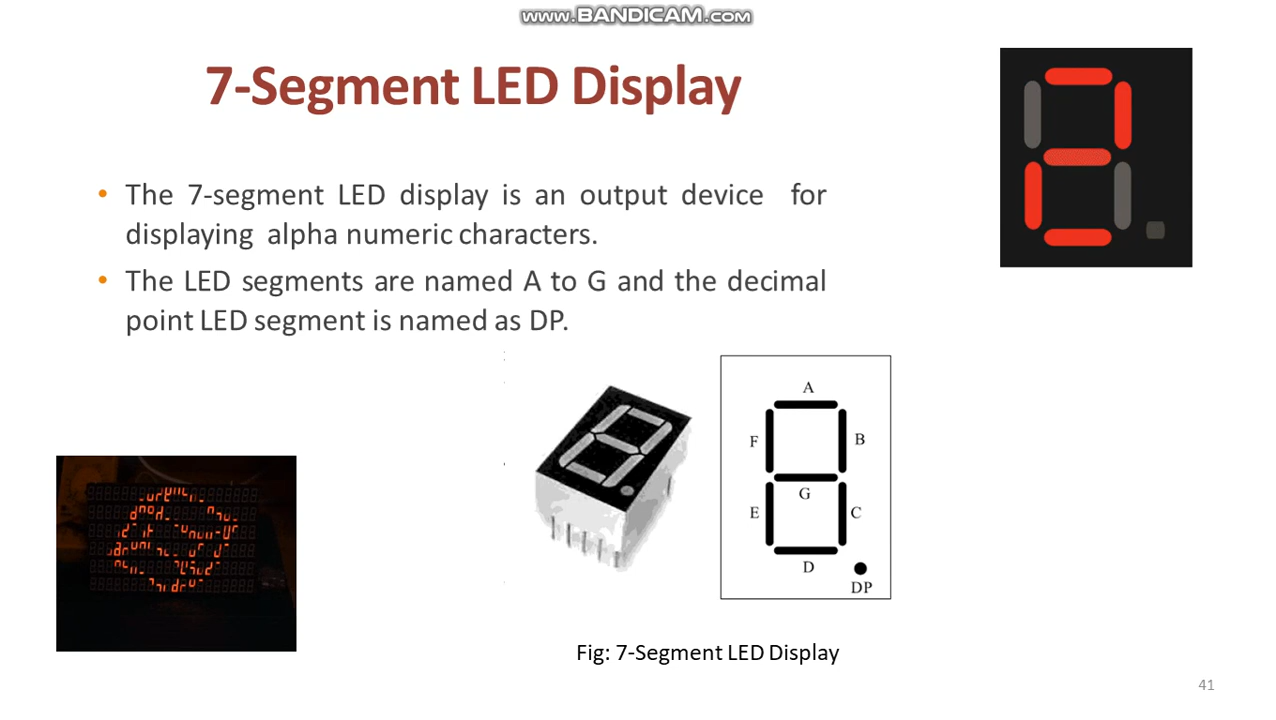 www.BANDICAM.com
7-Segment LED Display
• The 7-segment LED display is an output device for
displaying alpha numeric characters.
• The LED segments are named A to G and the decimal
point LED segment is named as DP.
A
F
B
G
E
C
D
DP
Fig: 7-Segment LED Display
41